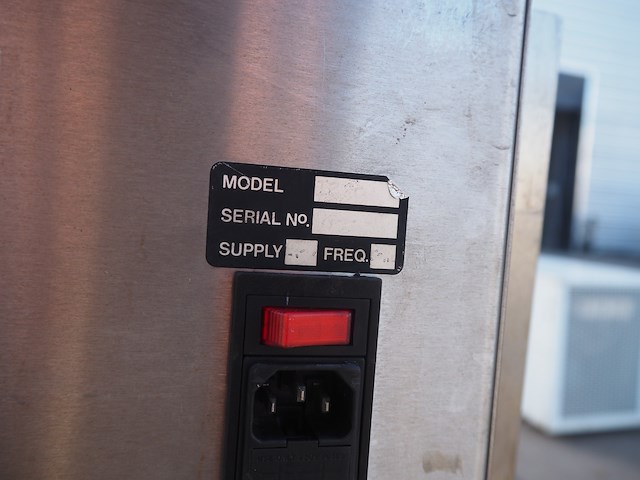 MODEL
SERIAL No.
SUPPLY FREQ.